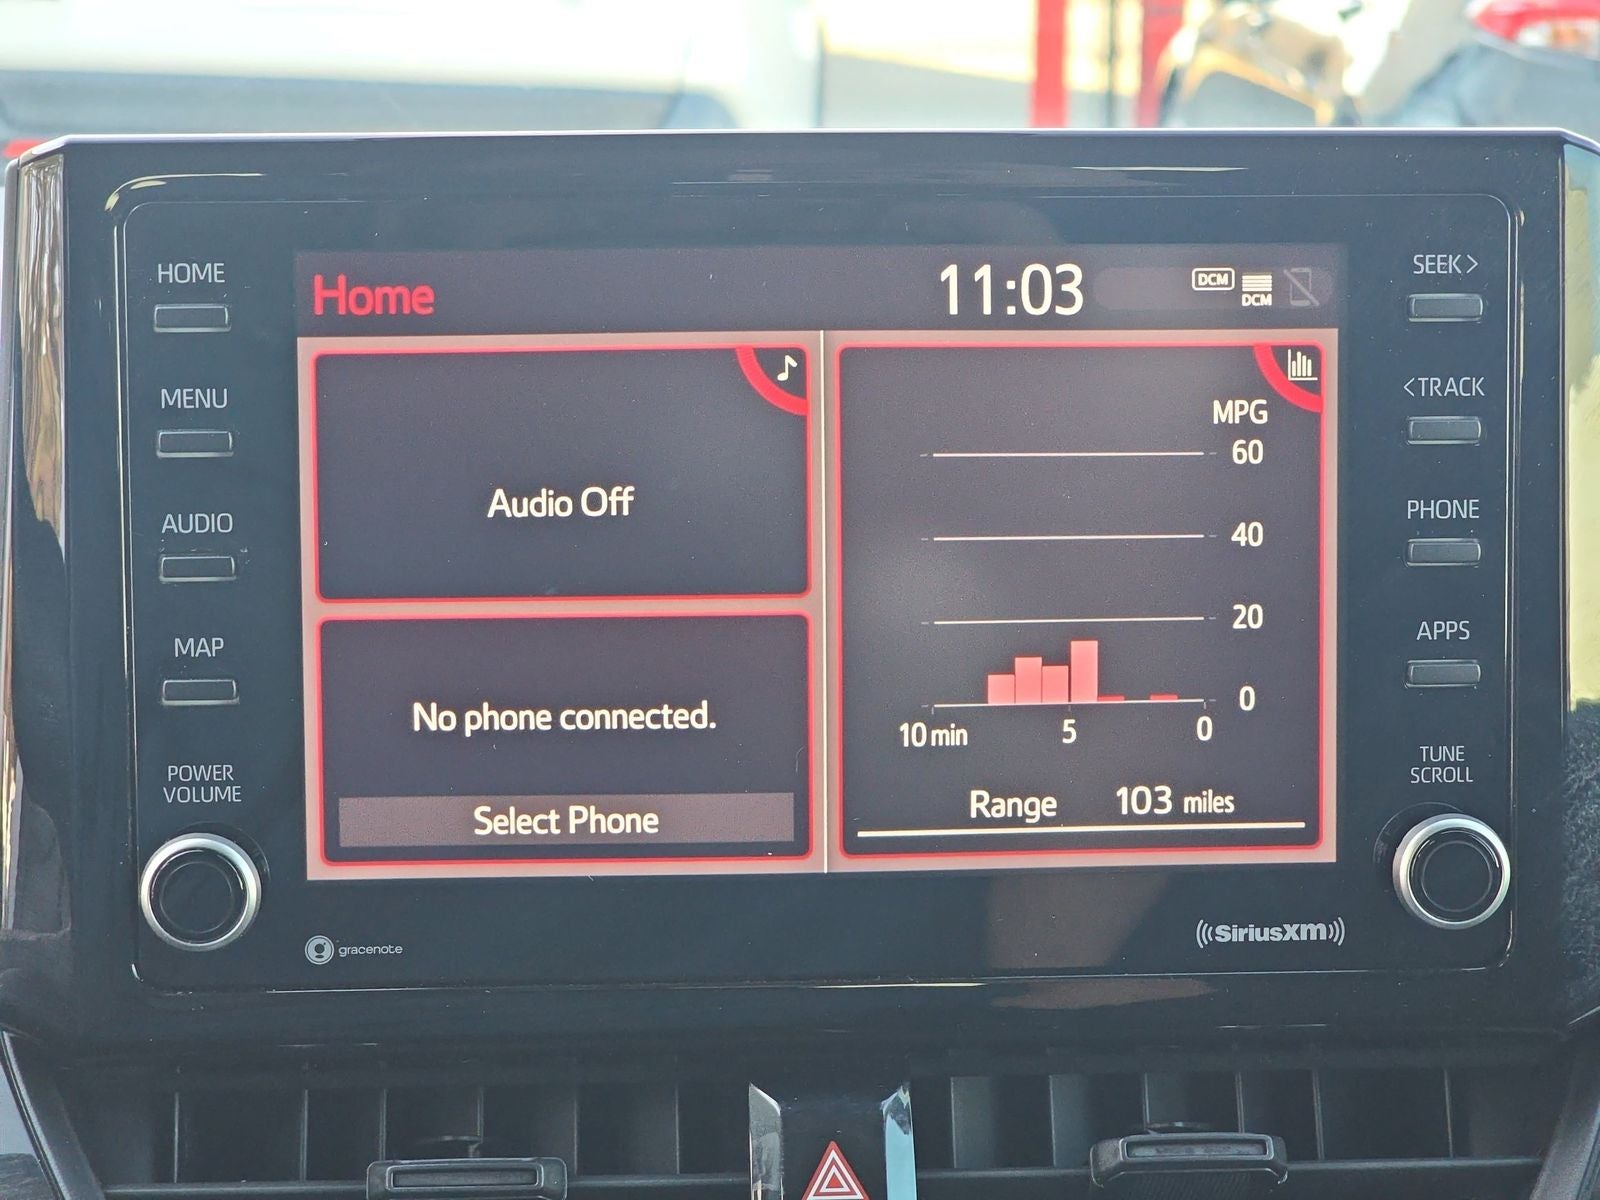 HOME
MENU
AUDIO
MAP
POWER
VOLUME
Home
11:03
DCM
DCM
Audio Off
No phone connected.
Select Phone
MPG
60
40
20
0
10 min 5 0
Range 103 miles
SEEK>
<TRACK
PHONE
APPS
TUNE
SCROLL
g gracenote
((SiriusXM))